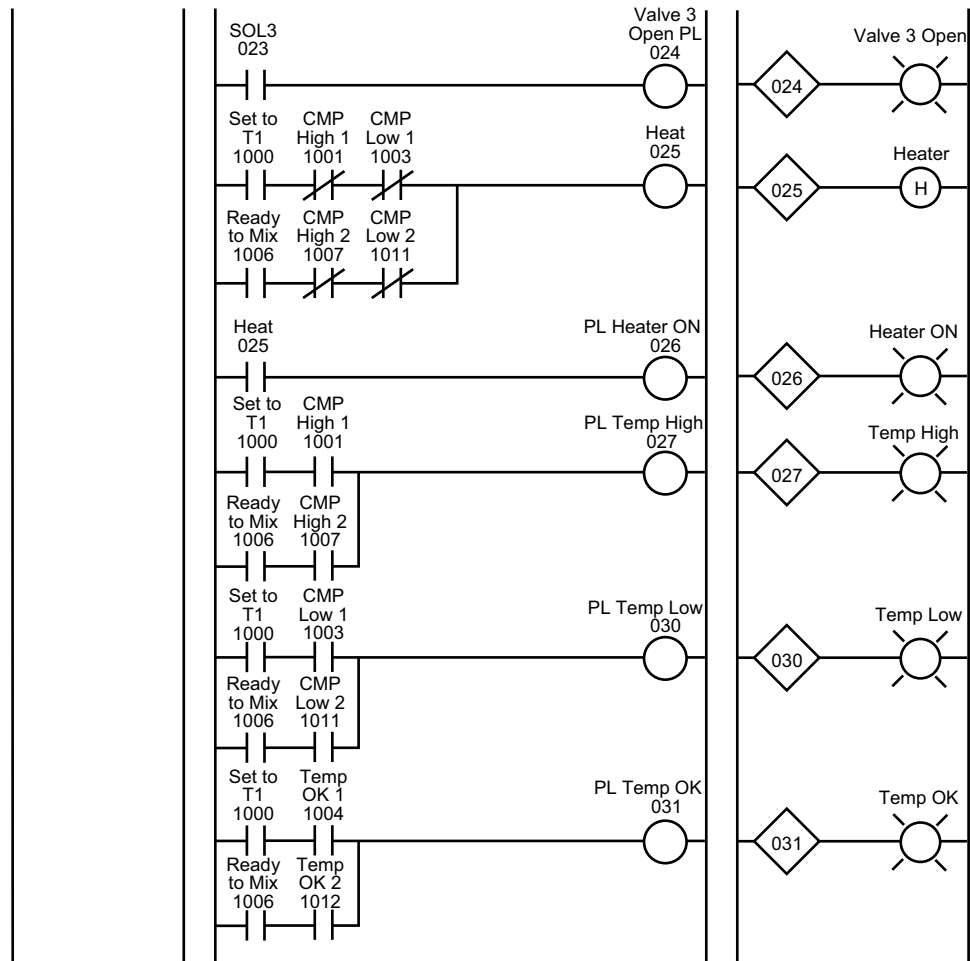 SOL3
023
Valve 3
Open PL
024
024
Valve 3 Open
Set to
T1
1000
CMP
High 1
1001
CMP
Low 1
1003
Heat
025
025
Heater
H
Ready
to Mix
1006
CMP
High 2
1007
CMP
Low 2
1011
Heat
025
PL Heater ON
026
026
Heater ON
Set to
T1
1000
CMP
High 1
1001
PL Temp High
027
027
Temp High
Ready
to Mix
1006
CMP
High 2
1007
Set to
T1
1000
CMP
Low 1
1003
PL Temp Low
030
030
Temp Low
Ready
to Mix
1006
CMP
Low 2
1011
Set to
T1
1000
Temp
OK 1
1004
PL Temp OK
031
031
Temp OK
Ready
to Mix
1006
Temp
OK 2
1012